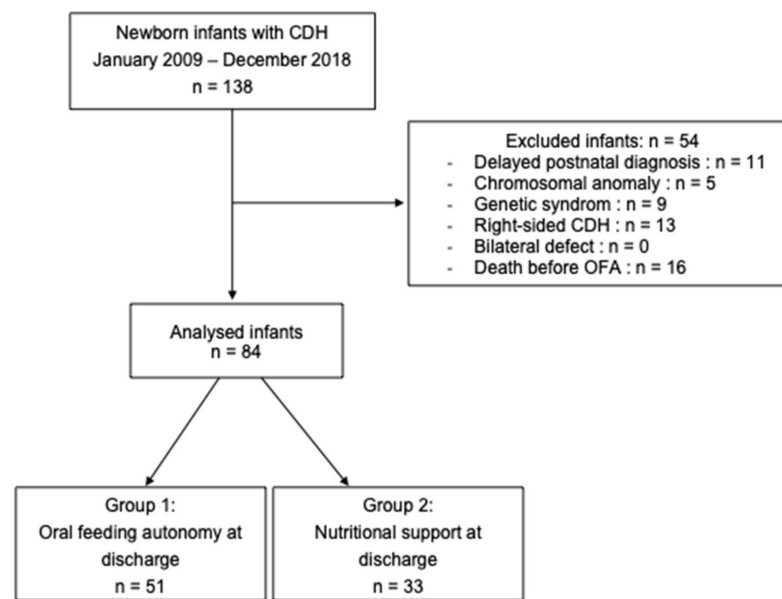 Newborn infants with CDH
January 2009 – December 2018
n = 138
Excluded infants: n = 54
- Delayed postnatal diagnosis : n = 11
- Chromosomal anomaly : n = 5
- Genetic syndrom : n = 9
- Right-sided CDH : n = 13
- Bilateral defect : n = 0
- Death before OFA : n = 16
Analysed infants
n = 84
Group 1:
Oral feeding autonomy at
discharge
n = 51
Group 2:
Nutritional support at
discharge
n = 33